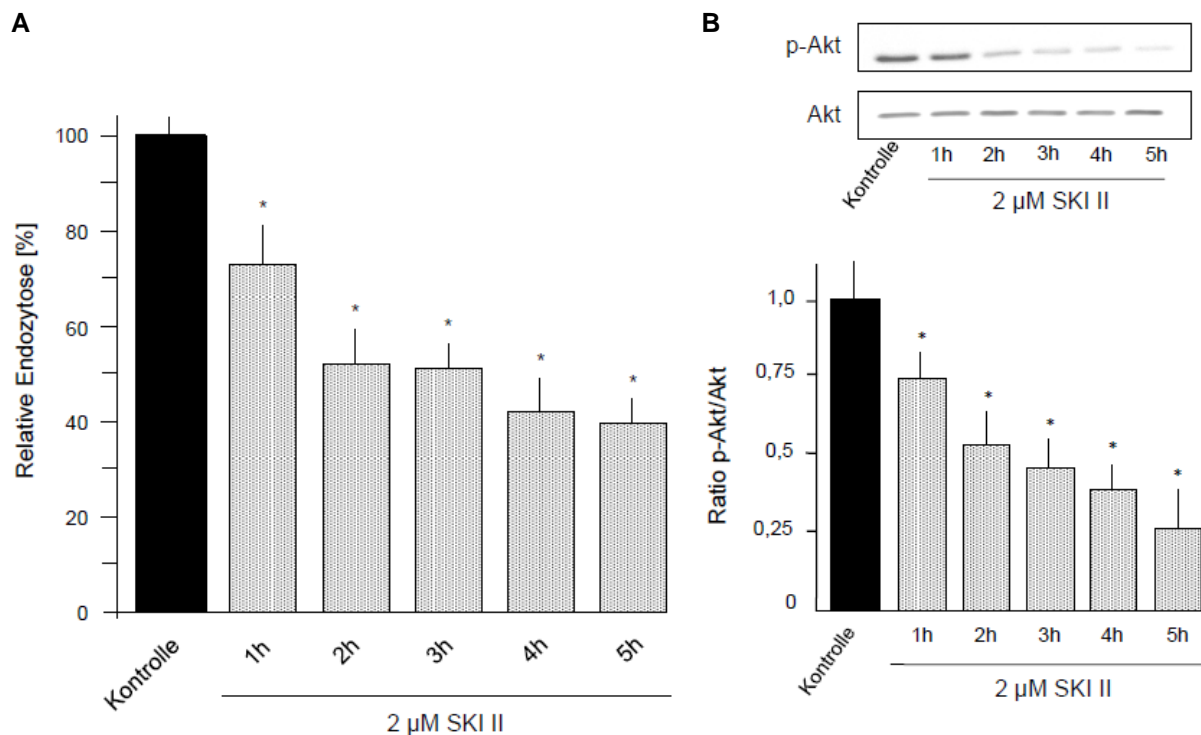 A
Relative Endozytose [%]
100
80
60
40
20
0
*
*
*
*
*
Kontrolle
1h
2h
3h
4h
5h
2 µM SKI II
B
p-Akt
Akt
Kontrolle
1h
2h
3h
4h
5h
2 µM SKI II
Ratio p-Akt/Akt
1,0
0,75
0,5
0,25
0
*
*
*
*
*
Kontrolle
1h
2h
3h
4h
5h
2 µM SKI II